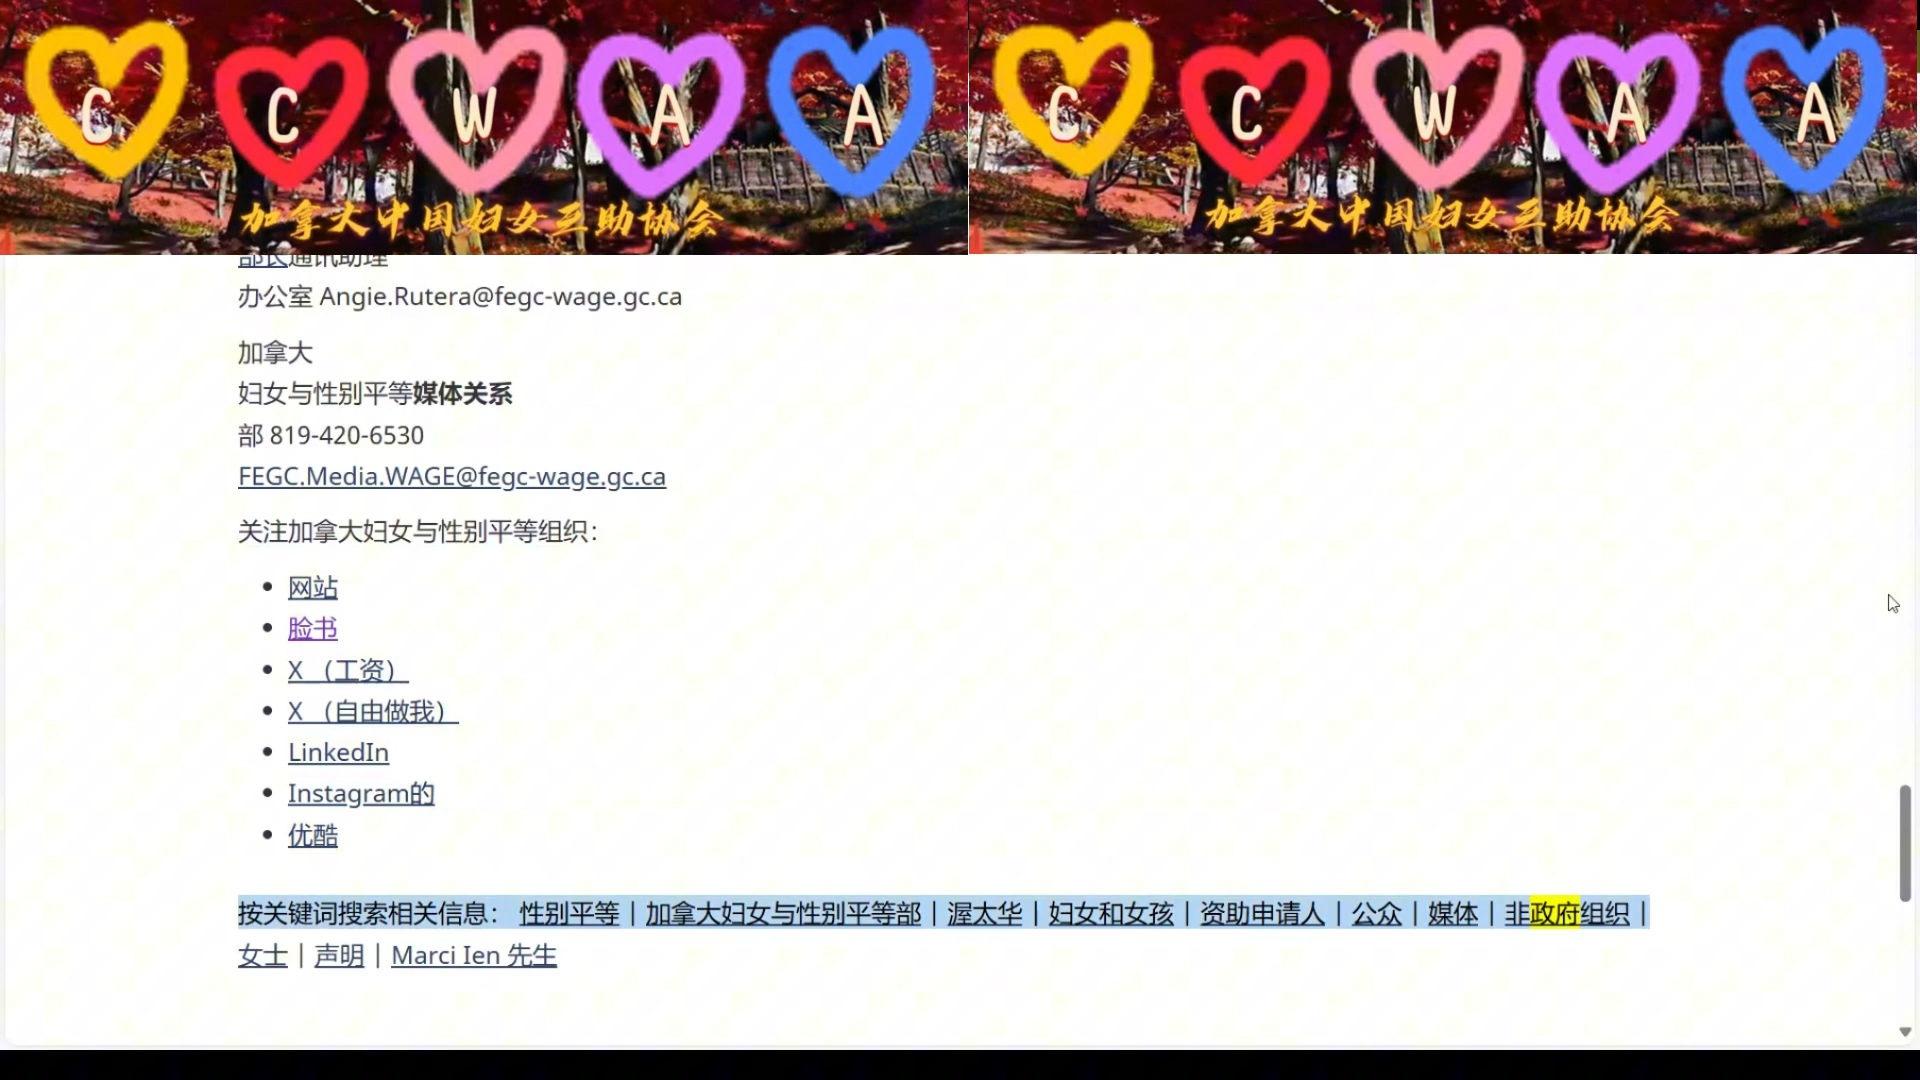 C C W A A
加拿大中国妇女互助协会
C C W A A
加拿大中国妇女互助协会
部长通讯助理
办公室 Angie.Rutera@fegc-wage.gc.ca
加拿大
妇女与性别平等媒体关系
部 819-420-6530
FEGC.Media.WAGE@fegc-wage.gc.ca
关注加拿大妇女与性别平等组织：
网站
脸书
X （工资）
X （自由做我）
LinkedIn
Instagram的
优酷
按关键词搜索相关信息： 性别平等 | 加拿大妇女与性别平等部 | 渥太华 | 妇女和女孩 | 资助申请人 | 公众 | 媒体 | 非政府组织 |
女士 | 声明 | Marci Ien 先生